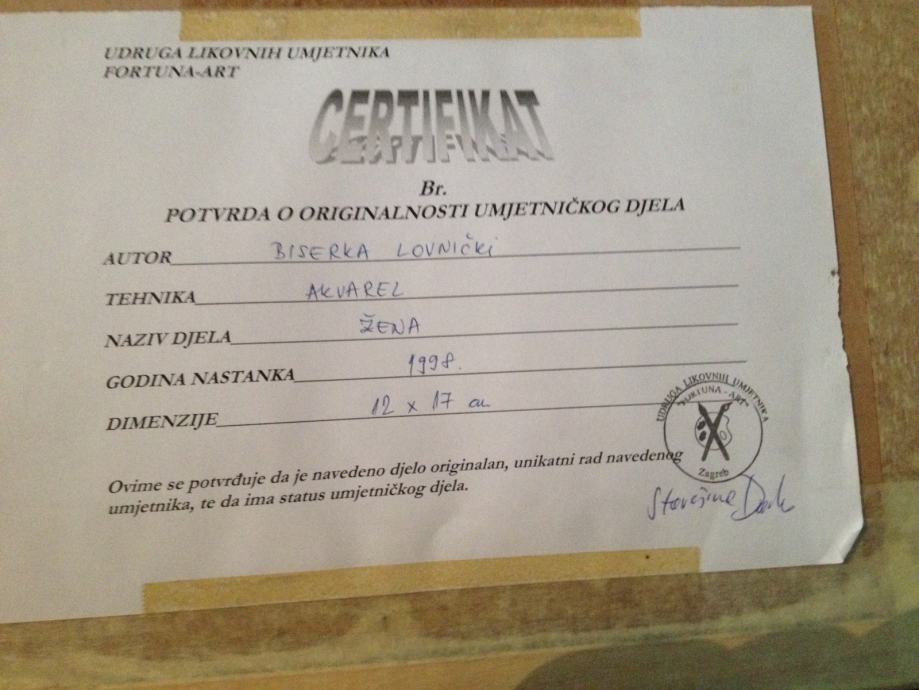 UDRUGA LIKOVNIH UMJETNIKA
FORTUNA-ART
CERTIFIKAT
Br.
POTVRDA O ORIGINALNOSTI UMJETNIČKOG DJELA
AUTOR BISERKA LOVNIČKI
TEHNIKA AKVAREL
NAZIV DJELA ŽENA
GODINA NASTANKA 1998.
DIMENZIJE 12 x 17 cm
UDRUGA LIKOVNIH UMJETNIKA
"FORTUNA - ART"
Zagreb
Ovime se potvrđuje da je navedeno djelo originalan, unikatni rad navedenog
umjetnika, te da ima status umjetničkog djela.